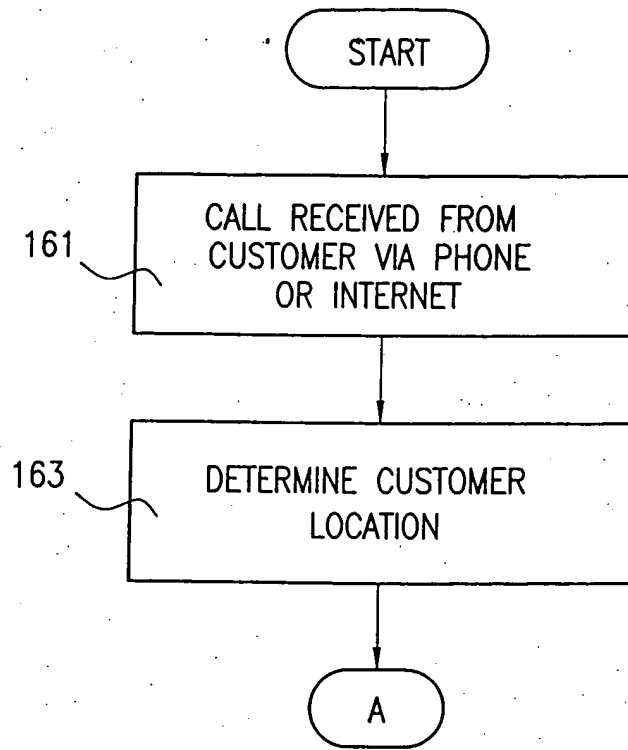 START
CALL RECEIVED FROM
CUSTOMER VIA PHONE
OR INTERNET
161
DETERMINE CUSTOMER
LOCATION
163
A